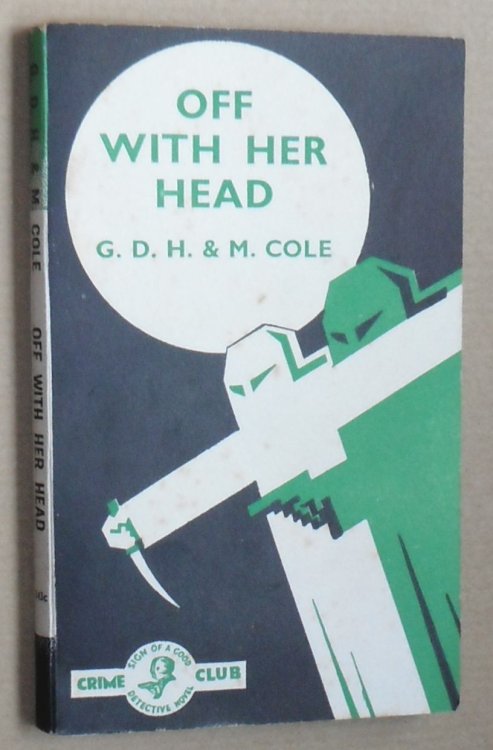 OFF
WITH HER
HEAD
G. D. H. & M. COLE
SIGN OF A GOOD
CRIME CLUB
DETECTIVE NOVEL
G. D. H. & M COLE OFF WITH HER HEAD